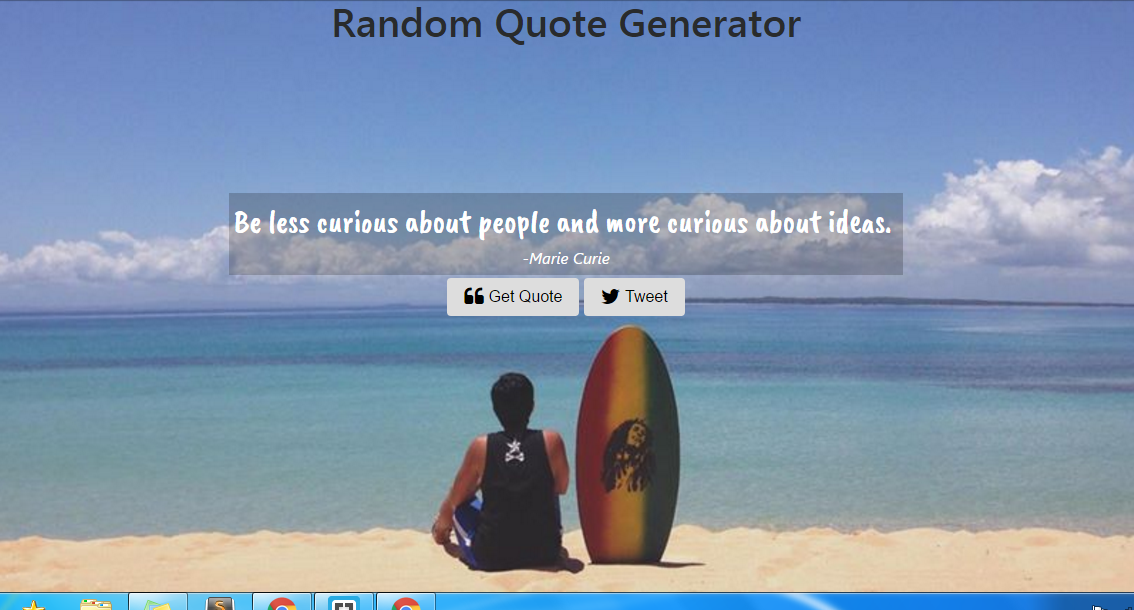 Random Quote Generator
Be less curious about people and more curious about ideas.
-Marie Curie
Get Quote
Tweet